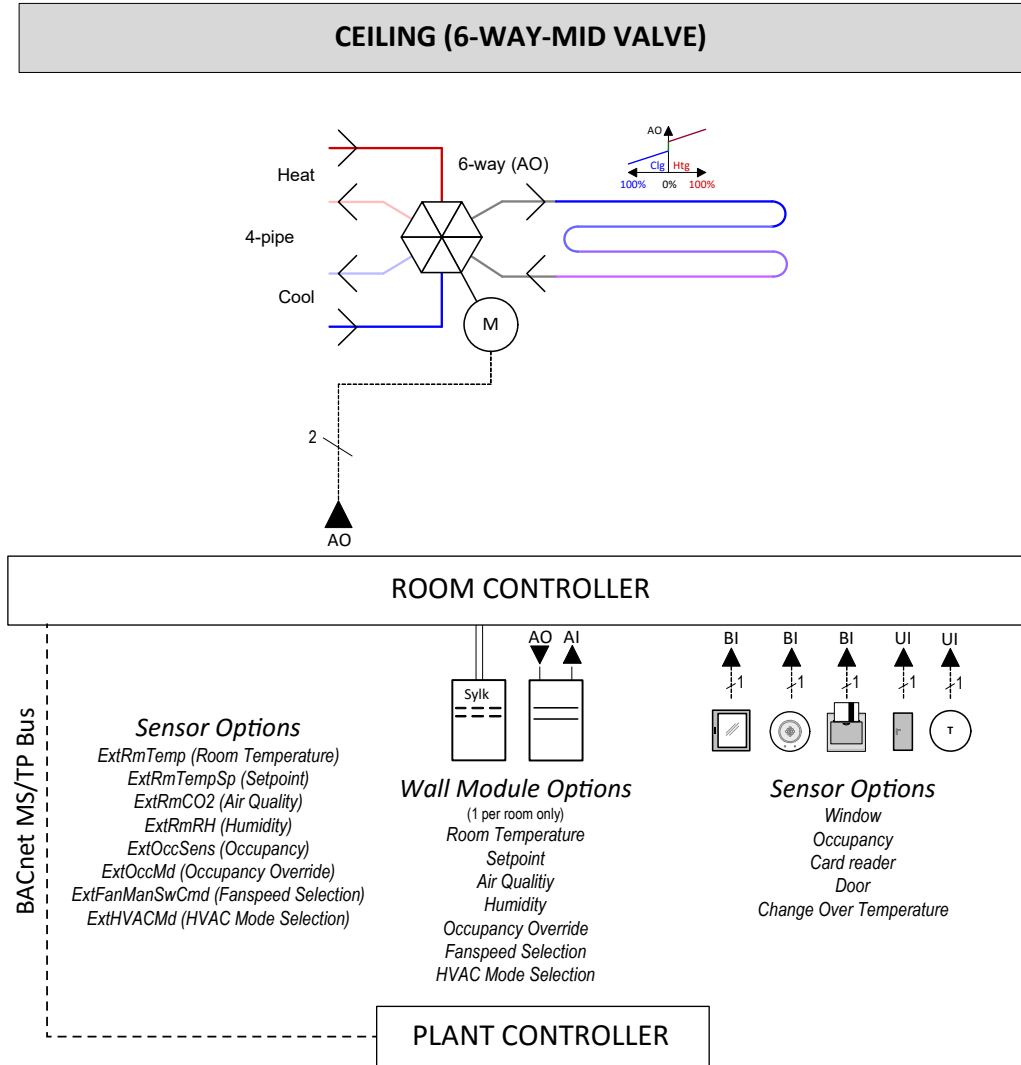 CEILING (6-WAY-MID VALVE)
Heat
4-pipe
Cool
6-way (AO)
AO
Clg Htg
100% 0% 100%
M
2
AO
ROOM CONTROLLER
BACnet MS/TP Bus
Sensor Options
ExtRmTemp (Room Temperature)
ExtRmTempSp (Setpoint)
ExtRmCO2 (Air Quality)
ExtRmRH (Humidity)
ExtOccSens (Occupancy)
ExtOccMd (Occupancy Override)
ExtFanManSwCmd (Fanspeed Selection)
ExtHVACMd (HVAC Mode Selection)
AO AI
Sylk
Wall Module Options
(1 per room only)
Room Temperature
Setpoint
Air Qualitiy
Humidity
Occupancy Override
Fanspeed Selection
HVAC Mode Selection
BI BI BI UI UI
1 1 1 1 1
T
Sensor Options
Window
Occupancy
Card reader
Door
Change Over Temperature
PLANT CONTROLLER